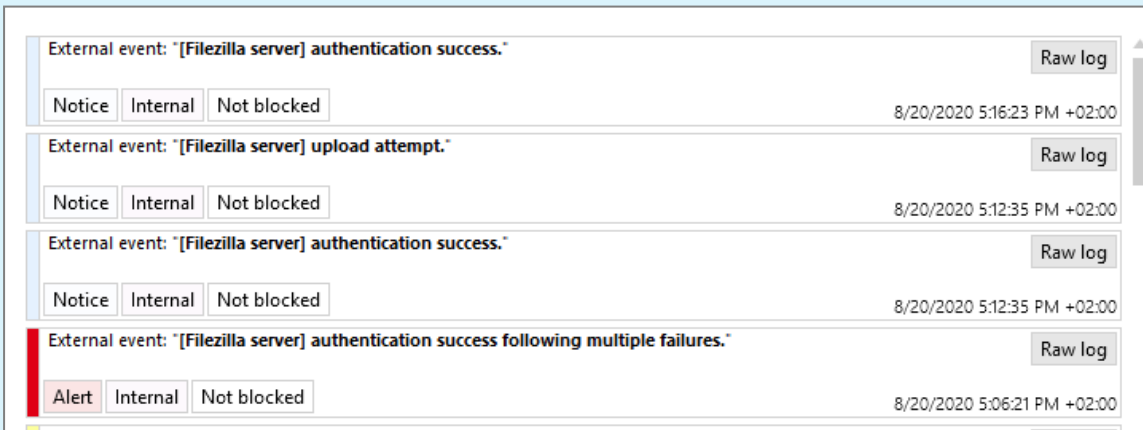 External event: "[Filezilla server] authentication success."
Raw log
Notice Internal Not blocked
8/20/2020 5:16:23 PM +02:00
External event: "[Filezilla server] upload attempt."
Raw log
Notice Internal Not blocked
8/20/2020 5:12:35 PM +02:00
External event: "[Filezilla server] authentication success."
Raw log
Notice Internal Not blocked
8/20/2020 5:12:35 PM +02:00
External event: "[Filezilla server] authentication success following multiple failures."
Raw log
Alert Internal Not blocked
8/20/2020 5:06:21 PM +02:00